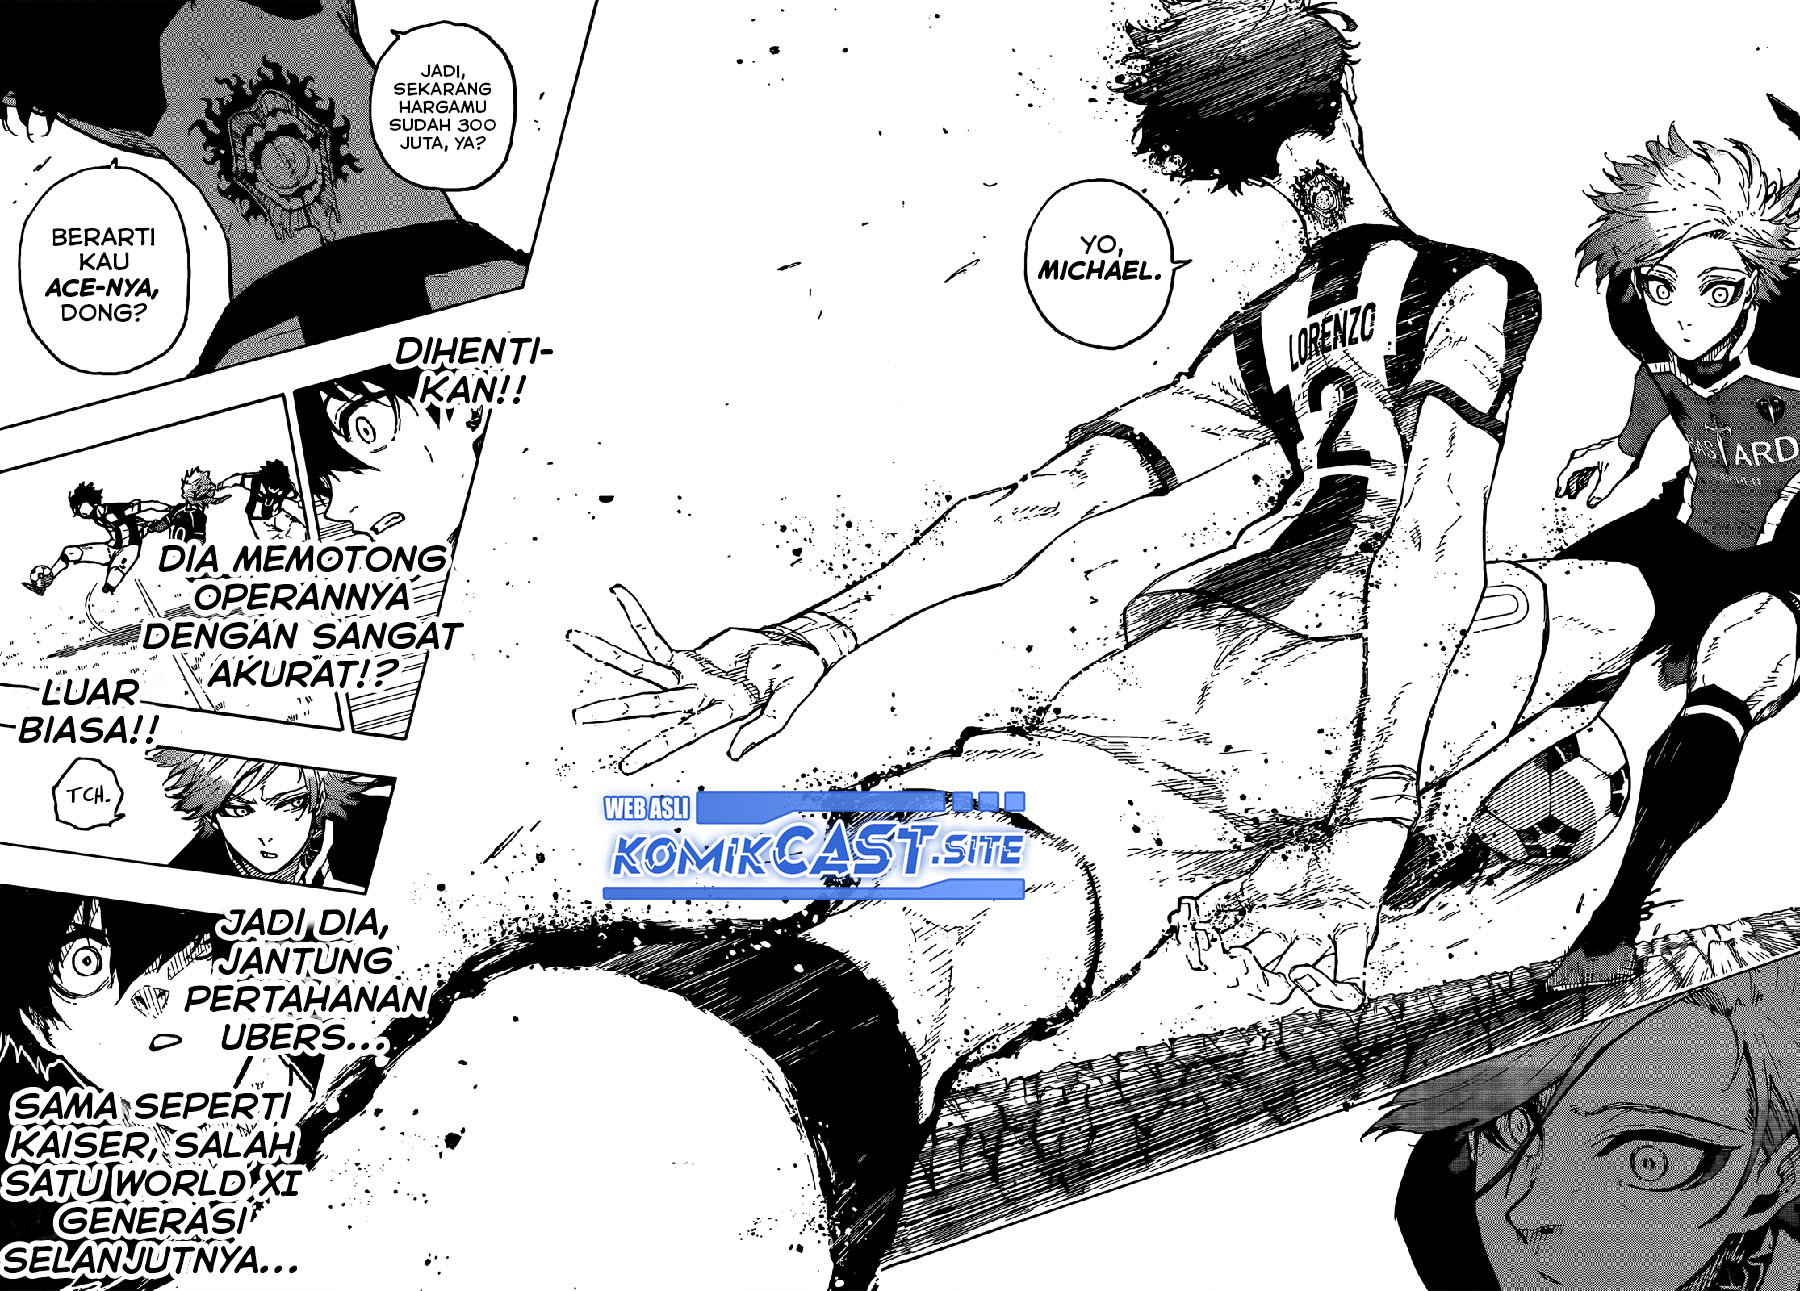 YO,
MICHAEL.
LORENZO
2
BASTARD
JADI,
SEKARANG
HARGAMU
SUDAH 300
JUTA, YA?
BERARTI
KAU
ACE-NYA,
DONG?
DIHENTI-
KAN!!
DIA MEMOTONG
OPERANNYA
DENGAN SANGAT
AKURAT!?
LUAR
BIASA!!
TCH.
JADI DIA,
JANTUNG
PERTAHANAN
UBERS...
SAMA SEPERTI
KAISER, SALAH
SATU WORLD XI
GENERASI
SELANJUTNYA...
WEB ASLI
KOMIKCAST.SITE